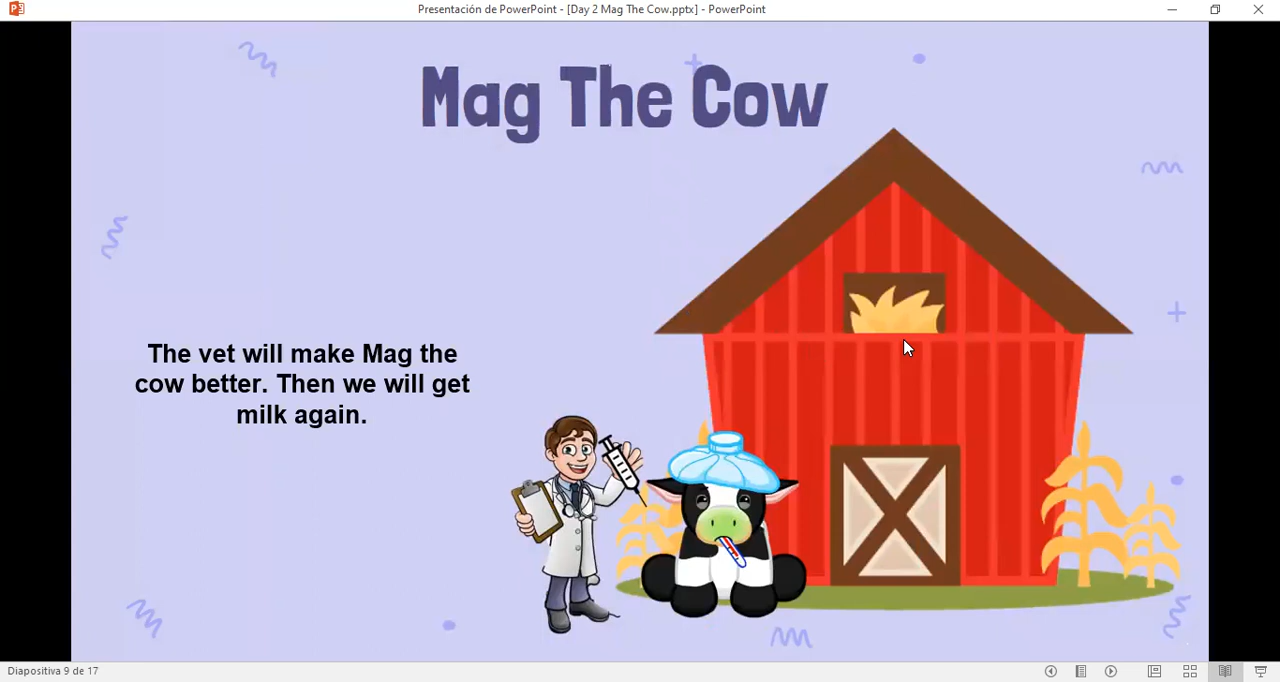 Presentación de PowerPoint - [Day 2 Mag The Cow.pptx] - PowerPoint
Mag The Cow
The vet will make Mag the
cow better. Then we will get
milk again.
Diapositiva 9 de 17